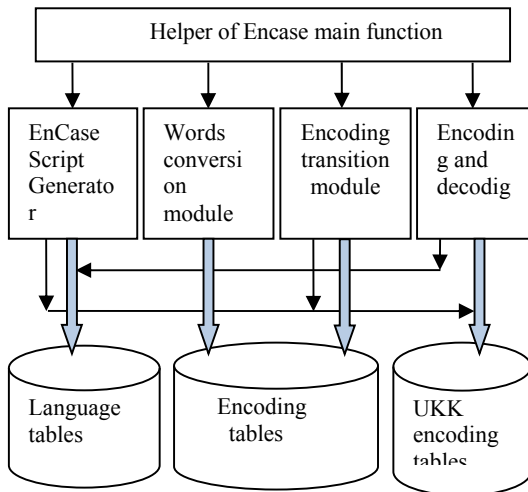 Helper of Encase main function
EnCase
Script
Generato
r
Words
conversi
on
module
Encoding
transition
module
Encodin
g and
decodig
Language
tables
Encoding
tables
UKK
encoding
tables